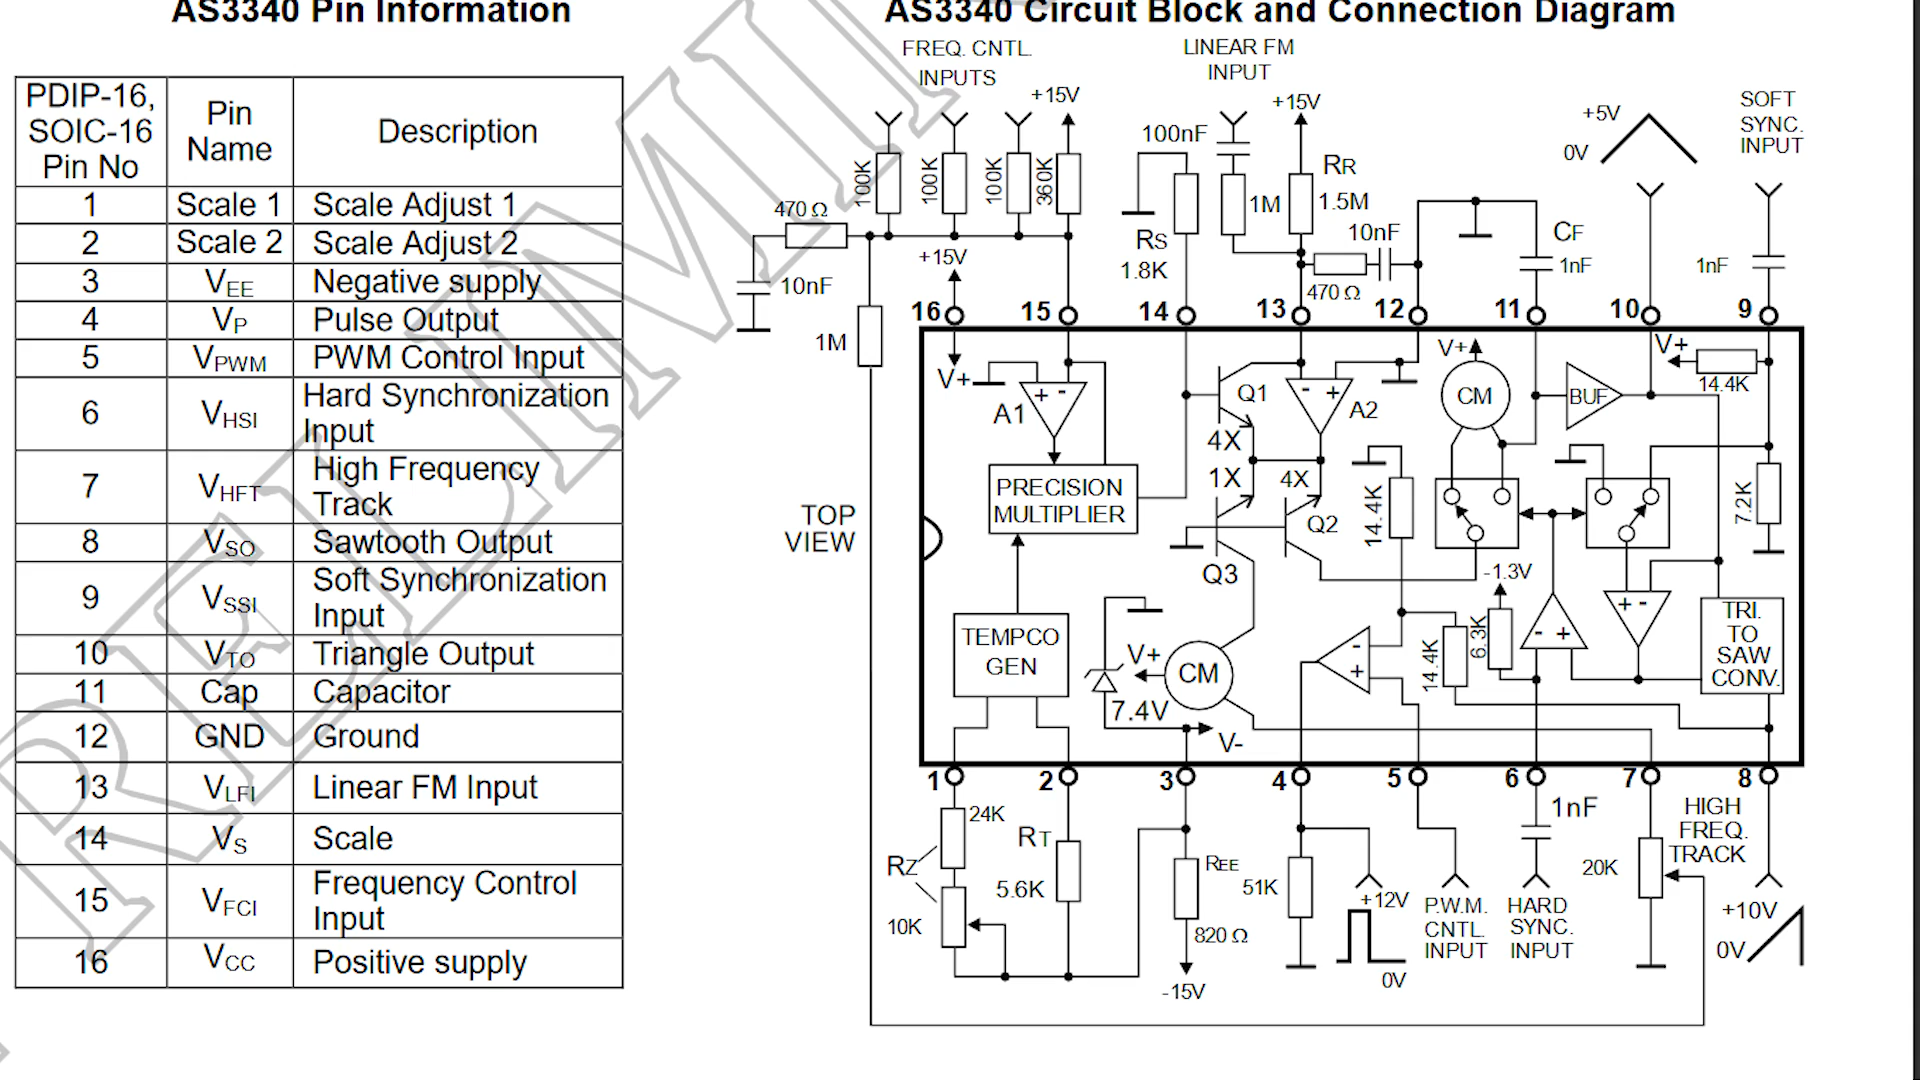 AS3340 Pin Information
PDIP-16,
SOIC-16
Pin No
Pin
Name
Description
1 Scale 1 Scale Adjust 1
2 Scale 2 Scale Adjust 2
3 VEE Negative supply
4 VP Pulse Output
5 VPWM PWM Control Input
6 VHSI Hard Synchronization
Input
7 VHFT High Frequency
Track
8 VSO Sawtooth Output
9 VSSI Soft Synchronization
Input
10 VTO Triangle Output
11 Cap Capacitor
12 GND Ground
13 VLFI Linear FM Input
14 VS Scale
15 VFCI Frequency Control
Input
16 VCC Positive supply
AS3340 Circuit Block and Connection Diagram
FREQ. CNTL.
INPUTS
+15V
LINEAR FM
INPUT
+15V
+5V
0V
SOFT
SYNC.
INPUT
100K
100K
100K
360K
100nF
1M
RR
1.5M
470 Ω
10nF
1M
+15V
RS
1.8K
10nF
470 Ω
CF
1nF
1nF
16 15 14 13 12 11 10 9
V+
A1
+ -
Q1
4X
- +
A2
V+
CM
BUF
V+
14.4K
PRECISION
MULTIPLIER
1X
4X
Q2
Q3
14.4K
7.2K
TOP
VIEW
-1.3V
TEMPCO
GEN
V+
CM
7.4V
V-
-
+
14.4K
6.3K
- +
+ -
TRI.
TO
SAW
CONV.
1 2 3 4 5 6 7 8
24K
RZ
10K
RT
5.6K
REE
820 Ω
-15V
51K
+12V
0V
P.W.M.
CNTL.
INPUT
1nF
HARD
SYNC.
INPUT
20K
HIGH
FREQ.
TRACK
+10V
0V